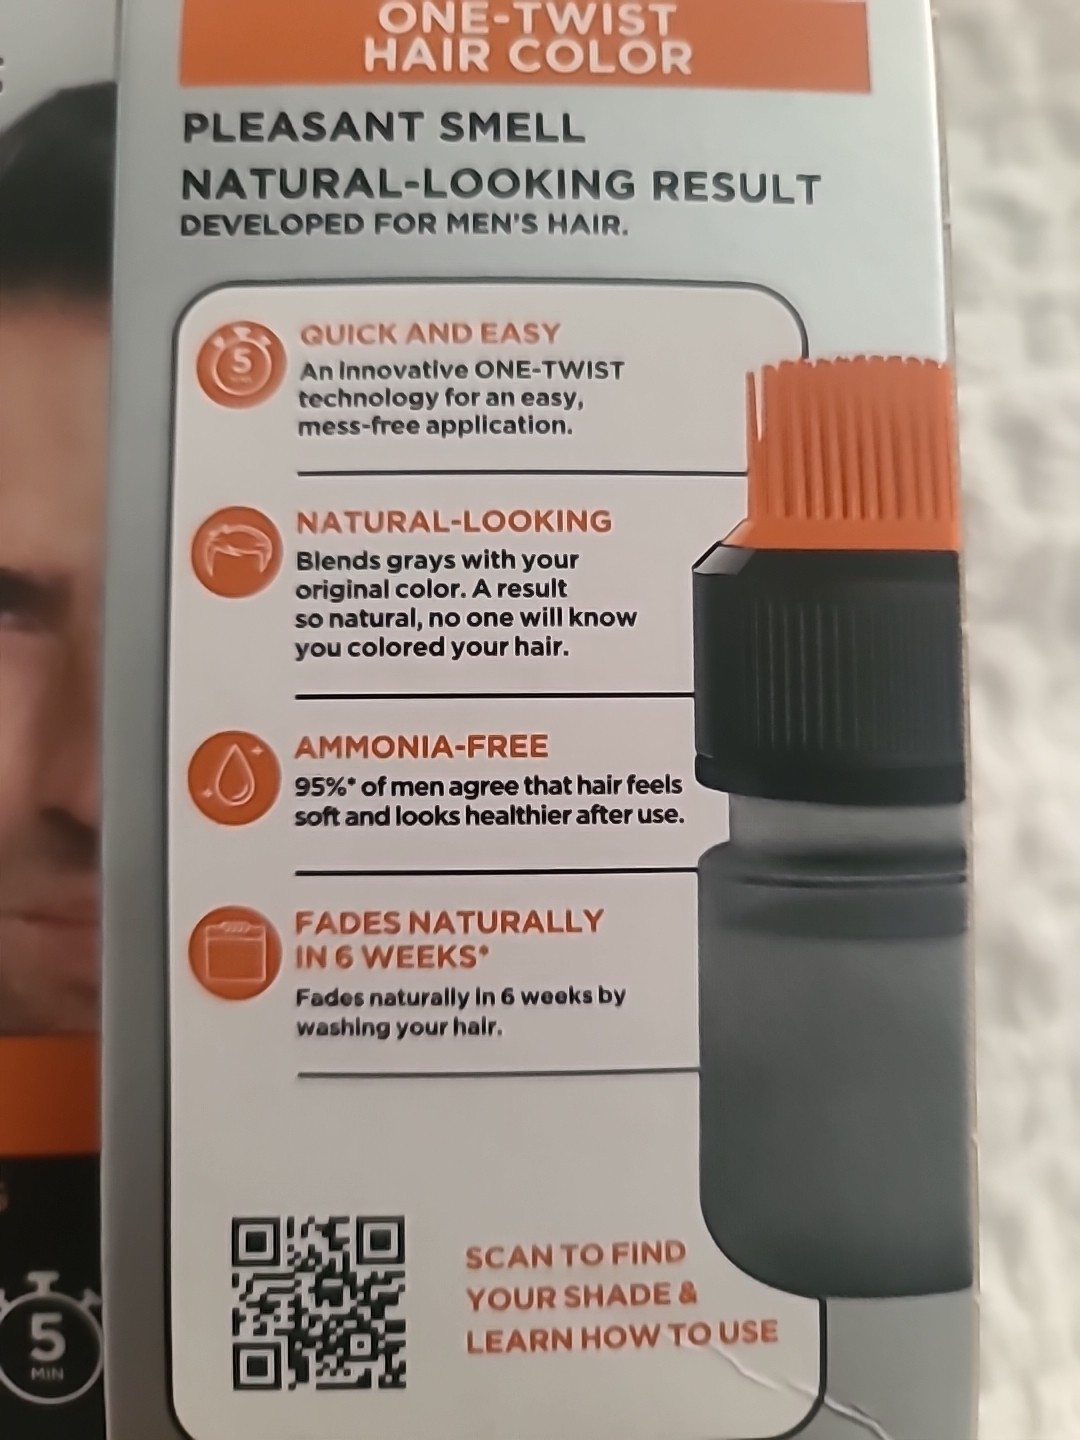 ONE-TWIST
HAIR COLOR
PLEASANT SMELL
NATURAL-LOOKING RESULT
DEVELOPED FOR MEN'S HAIR.
5
QUICK AND EASY
An innovative ONE-TWIST
technology for an easy,
mess-free application.
NATURAL-LOOKING
Blends grays with your
original color. A result
so natural, no one will know
you colored your hair.
AMMONIA-FREE
95%* of men agree that hair feels
soft and looks healthier after use.
FADES NATURALLY
IN 6 WEEKS*
Fades naturally in 6 weeks by
washing your hair.
SCAN TO FIND
YOUR SHADE &
LEARN HOW TO USE
5
MIN